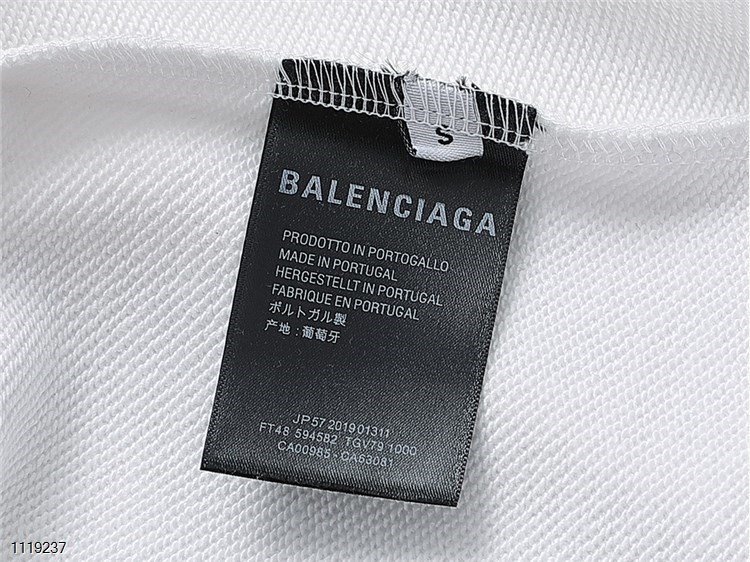 S
BALENCIAGA
PRODOTTO IN PORTOGALLO
MADE IN PORTUGAL
HERGESTELLT IN PORTUGAL
FABRIQUE EN PORTUGAL
ポルトガル製
产地:葡萄牙
JP57 201901311
FT48 594582 TGV79 1000
CA00985 - CA63081
1119237